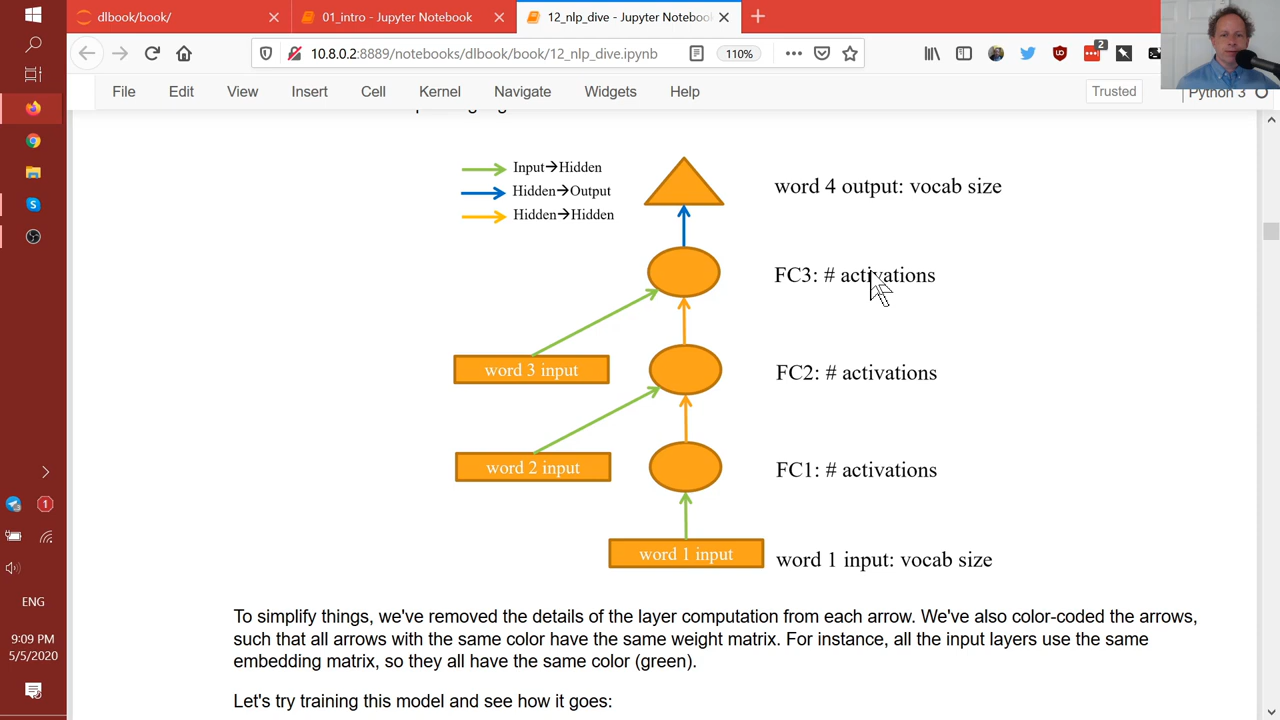 dlbook/book/
01_intro - Jupyter Notebook
12_nlp_dive - Jupyter Notebook
10.8.0.2:8889/notebooks/dlbook/book/12_nlp_dive.ipynb
110%
2
File Edit View Insert Cell Kernel Navigate Widgets Help
Trusted
Python 3
Input→Hidden
Hidden→Output
Hidden→Hidden
word 4 output: vocab size
FC3: # activations
word 3 input
FC2: # activations
word 2 input
FC1: # activations
word 1 input
word 1 input: vocab size
To simplify things, we've removed the details of the layer computation from each arrow. We've also color-coded the arrows,
such that all arrows with the same color have the same weight matrix. For instance, all the input layers use the same
embedding matrix, so they all have the same color (green).
Let's try training this model and see how it goes:
1
ENG
9:09 PM
5/5/2020